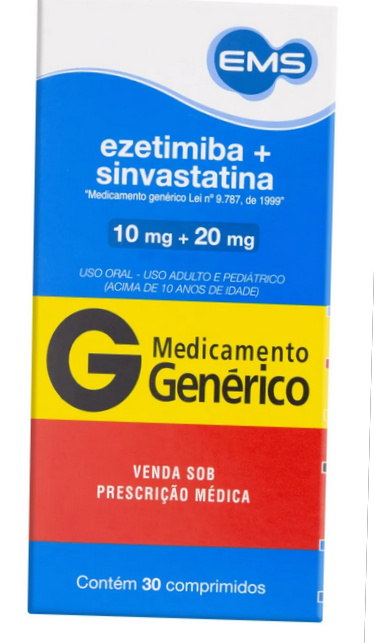 EMS
ezetimiba +
sinvastatina
"Medicamento genérico Lei nº 9.787, de 1999"
10 mg + 20 mg
USO ORAL - USO ADULTO E PEDIÁTRICO
(ACIMA DE 10 ANOS DE IDADE)
G Medicamento
Genérico
VENDA SOB
PRESCRIÇÃO MÉDICA
Contém 30 comprimidos